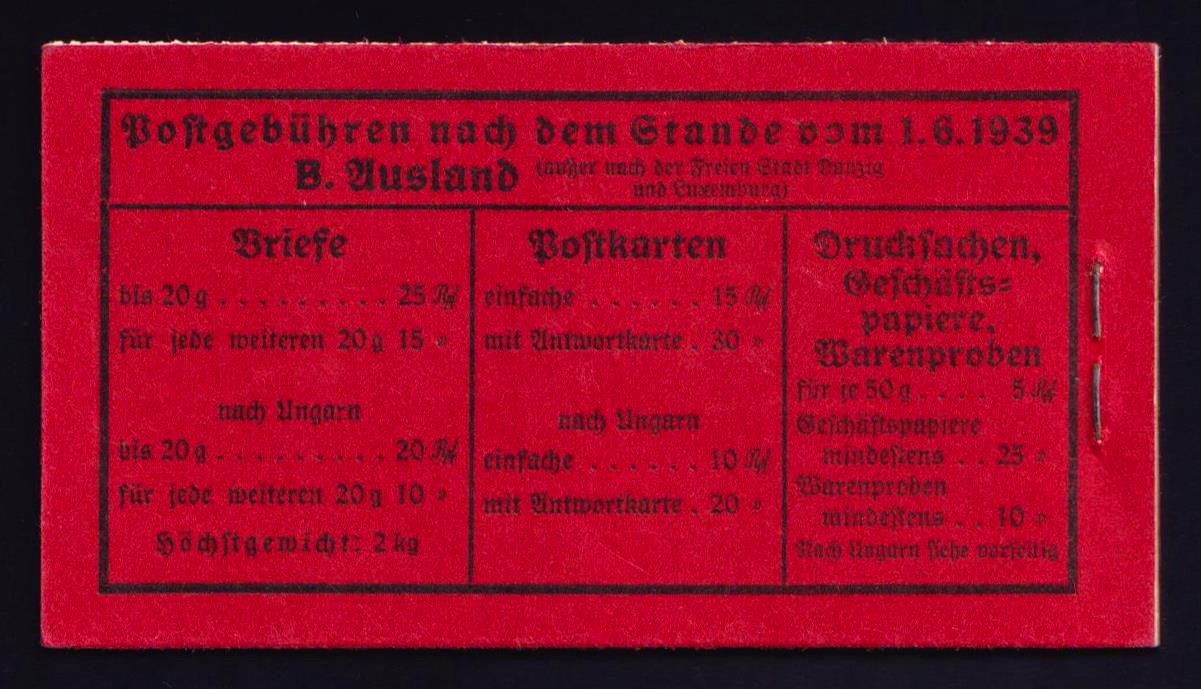 Postgebühren nach dem Stande vom 1.6.1939
B. Ausland (außer nach der Freien Stadt Danzig
und Luxemburg)
Briefe
bis 20 g . . . . . . . . . 25 Rpf
für jede weiteren 20 g 15 "
nach Ungarn
bis 20 g . . . . . . . . . 20 Rpf
für jede weiteren 20 g 10 "
Höchstgewicht: 2 kg
Postkarten
einfache . . . . . . 15 Rpf
mit Antwortkarte . 30 "
nach Ungarn
einfache . . . . . . 10 Rpf
mit Antwortkarte . 20 "
Drucksachen,
Geschäfts-
papiere,
Warenproben
für je 50 g . . . . 5 Rpf
Geschäftspapiere
mindestens . . 25 "
Warenproben
mindestens . . 10 "
Nach Ungarn siehe vorseitig